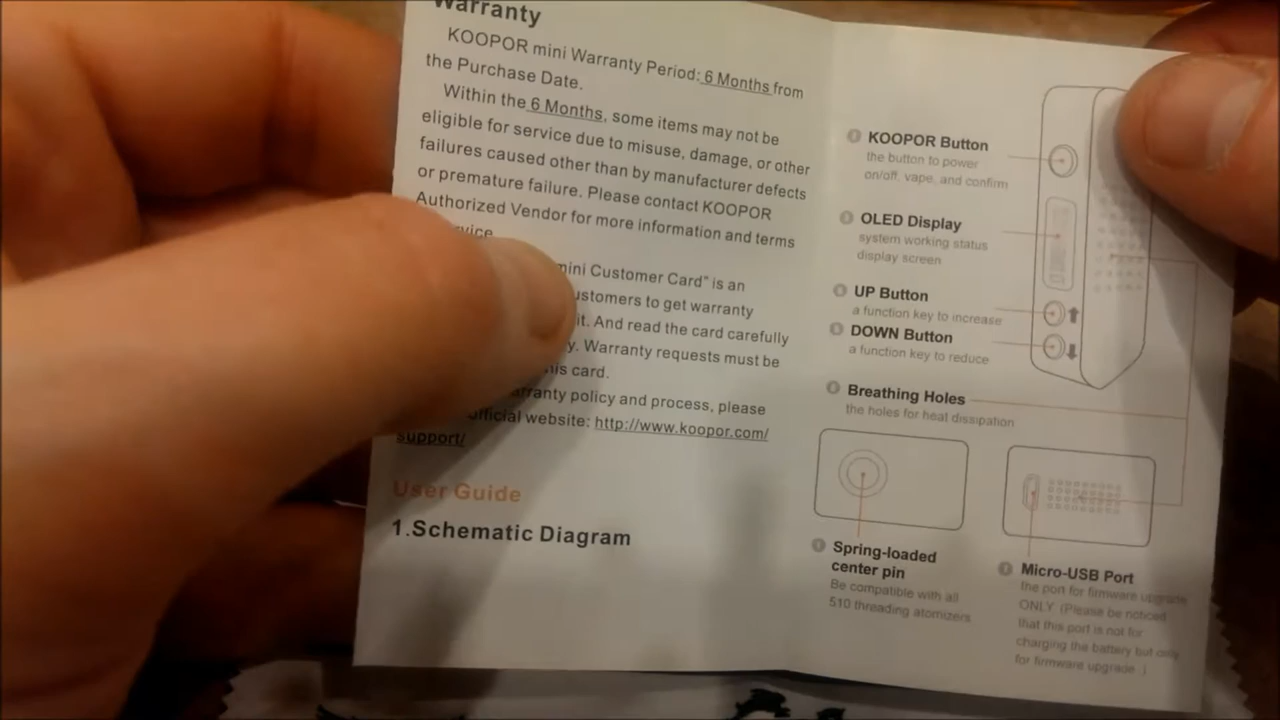 Warranty
KOOPOR mini Warranty Period: 6 Months from
the Purchase Date.
Within the 6 Months, some items may not be
eligible for service due to misuse, damage, or other
failures caused other than by manufacturer defects
or premature failure. Please contact KOOPOR
Authorized Vendor for more information and terms
mini Customer Card" is an
customers to get warranty
it. And read the card carefully
Warranty requests must be
this card.
warranty policy and process, please
official website: http://www.koopor.com/
support/
User Guide
1.Schematic Diagram
KOOPOR Button
the button to power
on/off, vape, and confirm
OLED Display
system working status
display screen
UP Button
a function key to increase
DOWN Button
a function key to reduce
Breathing Holes
the holes for heat dissipation
Spring-loaded
center pin
Be compatible with all
510 threading atomizers
Micro-USB Port
the port for firmware upgrade
ONLY (Please be noticed
that this port is not for
charging the battery but only
for firmware upgrade.)